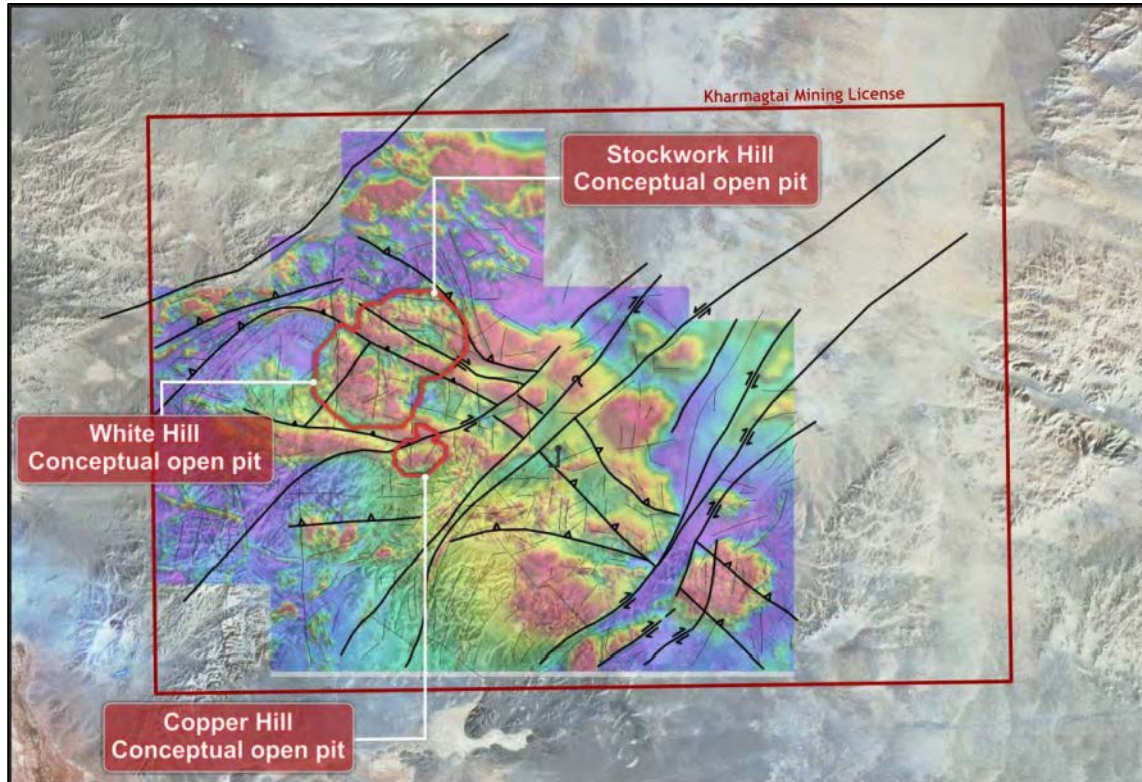 Kharmagtai Mining License
Stockwork Hill
Conceptual open pit
White Hill
Conceptual open pit
Copper Hill
Conceptual open pit